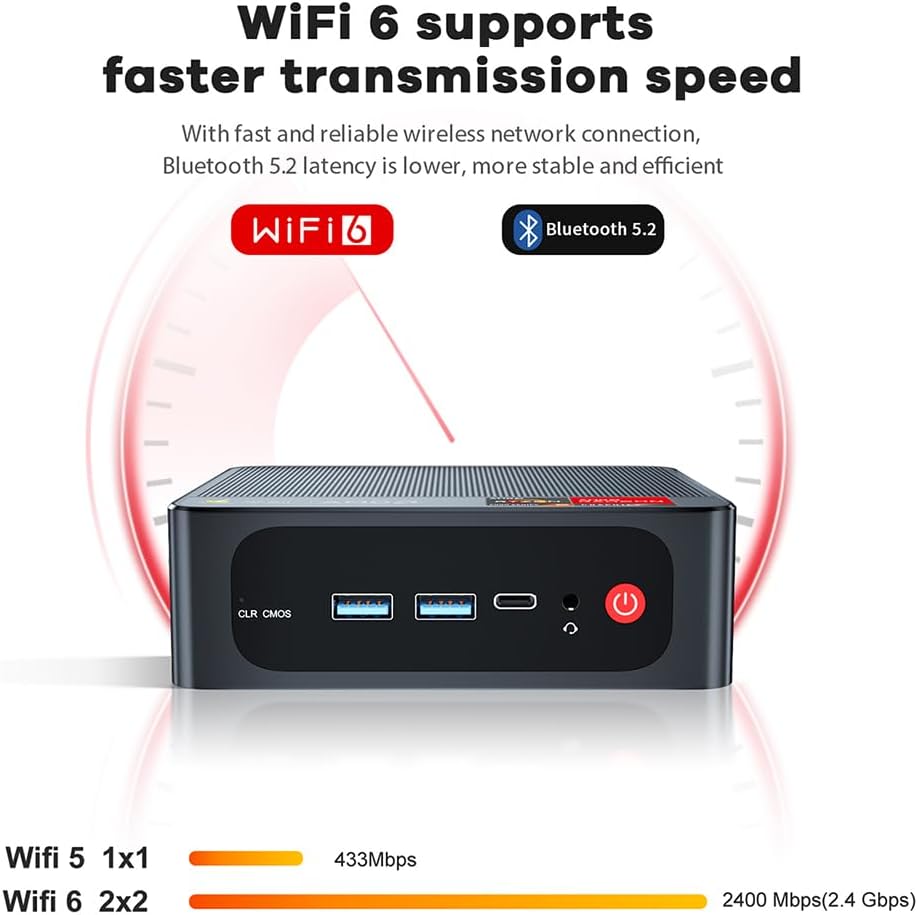 WiFi 6 supports
faster transmission speed
With fast and reliable wireless network connection,
Bluetooth 5.2 latency is lower, more stable and efficient
WiFi 6
Bluetooth 5.2
CLR CMOS
Wifi 5 1x1
433Mbps
Wifi 6 2x2
2400 Mbps(2.4 Gbps)